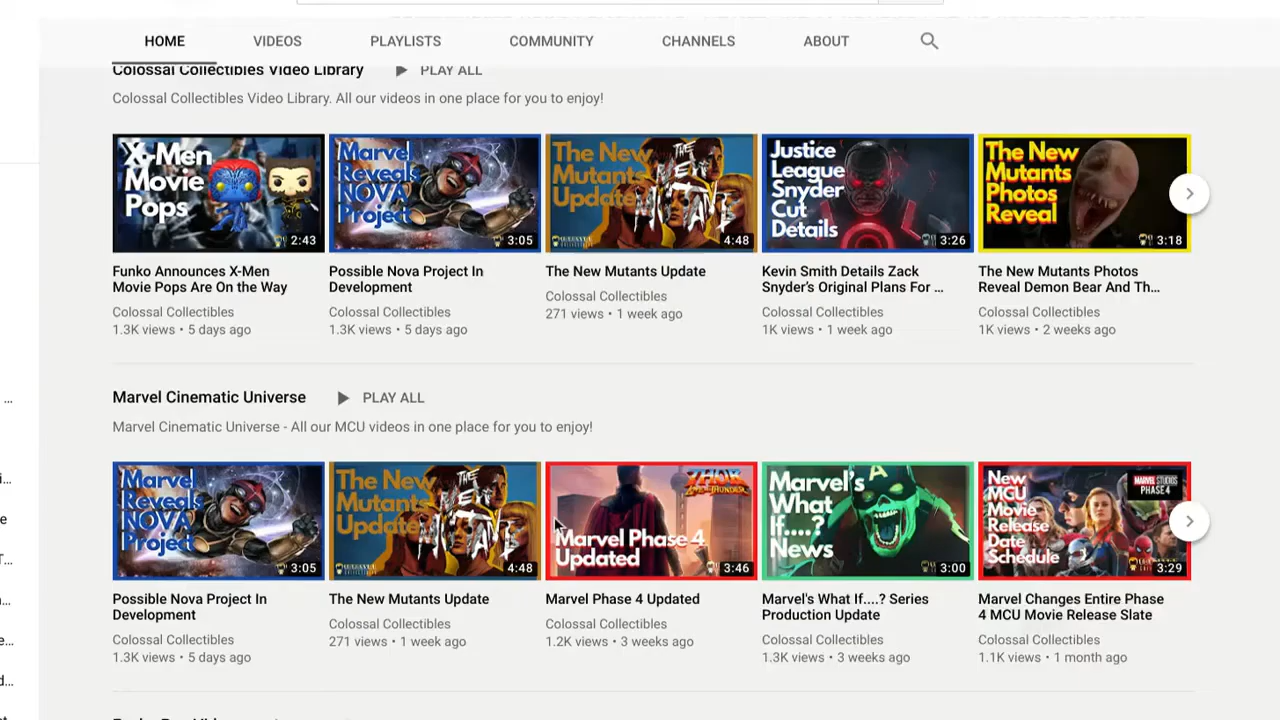 HOME VIDEOS PLAYLISTS COMMUNITY CHANNELS ABOUT
Colossal Collectibles Video Library PLAY ALL
Colossal Collectibles Video Library. All our videos in one place for you to enjoy!
X-Men
Movie
Pops
2:43
Marvel
Reveals
NOVA
Project
3:05
The New
Mutants
Update
THE
NEW
MUTANTS
4:48
Justice
League
Snyder
Cut
Details
3:26
The New
Mutants
Photos
Reveal
3:18
Funko Announces X-Men
Movie Pops Are On the Way
Colossal Collectibles
1.3K views • 5 days ago
Possible Nova Project In
Development
Colossal Collectibles
1.3K views • 5 days ago
The New Mutants Update
Colossal Collectibles
271 views • 1 week ago
Kevin Smith Details Zack
Snyder's Original Plans For ...
Colossal Collectibles
1K views • 1 week ago
The New Mutants Photos
Reveal Demon Bear And Th...
Colossal Collectibles
1K views • 2 weeks ago
Marvel Cinematic Universe PLAY ALL
Marvel Cinematic Universe - All our MCU videos in one place for you to enjoy!
Marvel
Reveals
NOVA
Project
3:05
The New
Mutants
Update
THE
NEW
MUTANTS
4:48
THOR
Marvel Phase 4
Updated
3:46
Marvel's
What
If....?
News
3:00
New
MCU
Movie
Release
Date
Schedule
MARVEL STUDIOS
PHASE 4
3:29
Possible Nova Project In
Development
Colossal Collectibles
1.3K views • 5 days ago
The New Mutants Update
Colossal Collectibles
271 views • 1 week ago
Marvel Phase 4 Updated
Colossal Collectibles
1.2K views • 3 weeks ago
Marvel's What If....? Series
Production Update
Colossal Collectibles
1.3K views • 3 weeks ago
Marvel Changes Entire Phase
4 MCU Movie Release Slate
Colossal Collectibles
1.1K views • 1 month ago